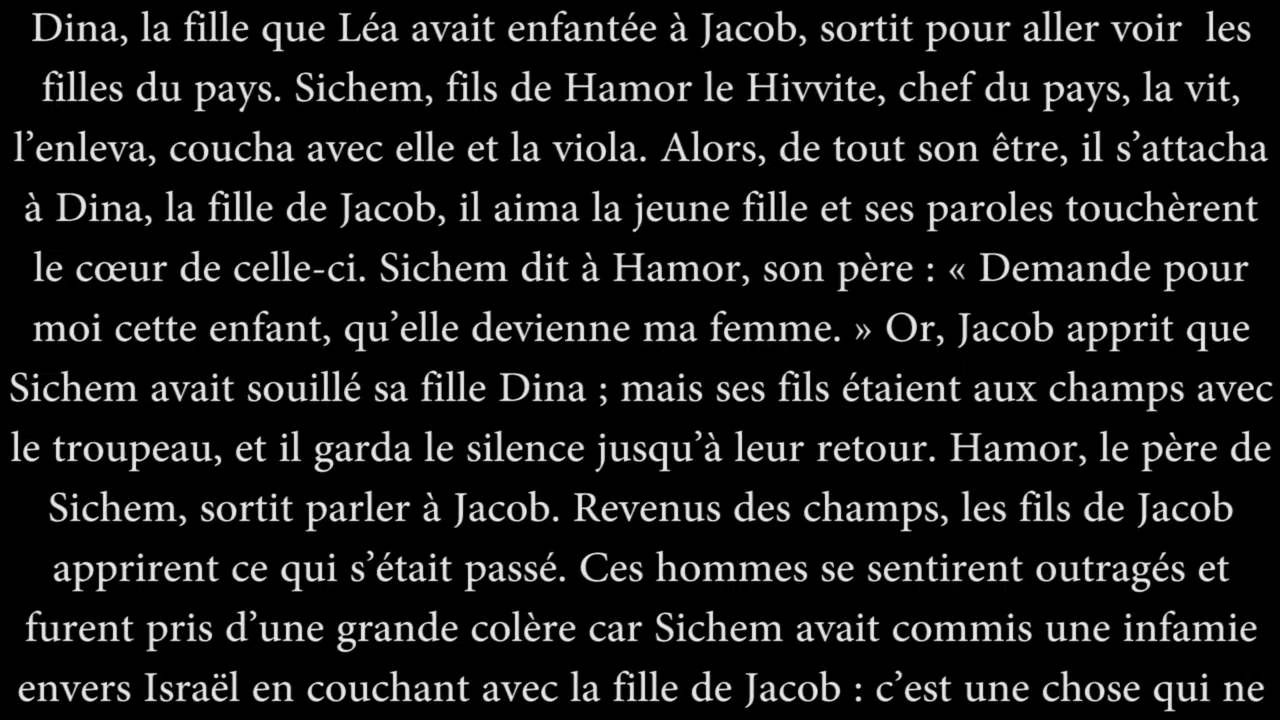 Dina, la fille que Léa avait enfantée à Jacob, sortit pour aller voir  les
filles du pays. Sichem, fils de Hamor le Hivvite, chef du pays, la vit,
l’enleva, coucha avec elle et la viola. Alors, de tout son être, il s’attacha
à Dina, la fille de Jacob, il aima la jeune fille et ses paroles touchèrent
le cœur de celle-ci. Sichem dit à Hamor, son père : « Demande pour
moi cette enfant, qu’elle devienne ma femme. » Or, Jacob apprit que
Sichem avait souillé sa fille Dina ; mais ses fils étaient aux champs avec
le troupeau, et il garda le silence jusqu’à leur retour. Hamor, le père de
Sichem, sortit parler à Jacob. Revenus des champs, les fils de Jacob
apprirent ce qui s’était passé. Ces hommes se sentirent outragés et
furent pris d’une grande colère car Sichem avait commis une infamie
envers Israël en couchant avec la fille de Jacob : c’est une chose qui ne